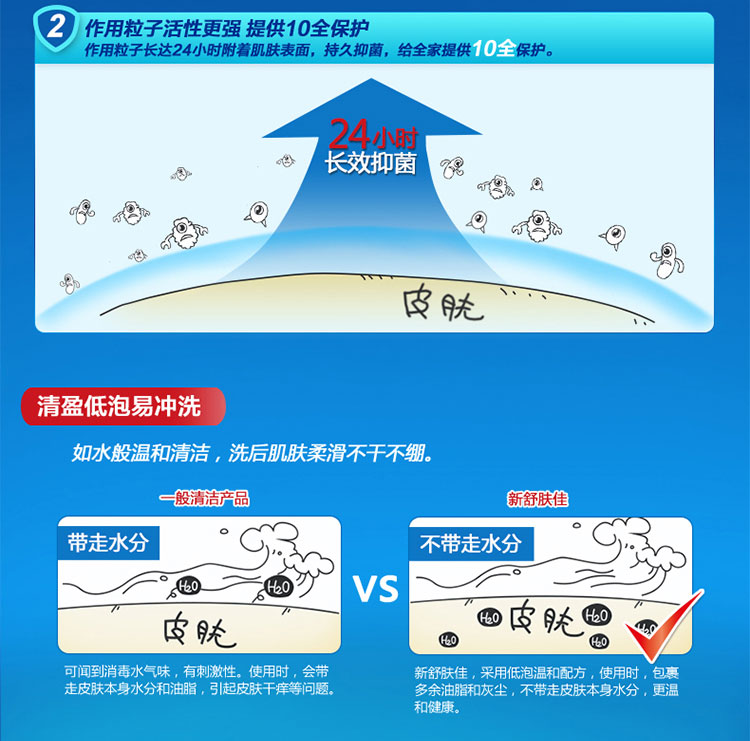 2 作用粒子活性更强 提供10全保护
作用粒子长达24小时附着肌肤表面，持久抑菌，给全家提供10全保护。
24小时
长效抑菌
皮肤
清盈低泡易冲洗
如水般温和清洁，洗后肌肤柔滑不干不绷。
一般清洁产品
新舒肤佳
带走水分
H2O
H2O
皮肤
VS
不带走水分
H2O
皮肤
H2O
H2O
H2O
H2O
可闻到消毒水气味，有刺激性。使用时，会带
走皮肤本身水分和油脂，引起皮肤干痒等问题。
新舒肤佳，采用低泡温和配方，使用时，包裹
多余油脂和灰尘，不带走皮肤本身水分，更温
和健康。